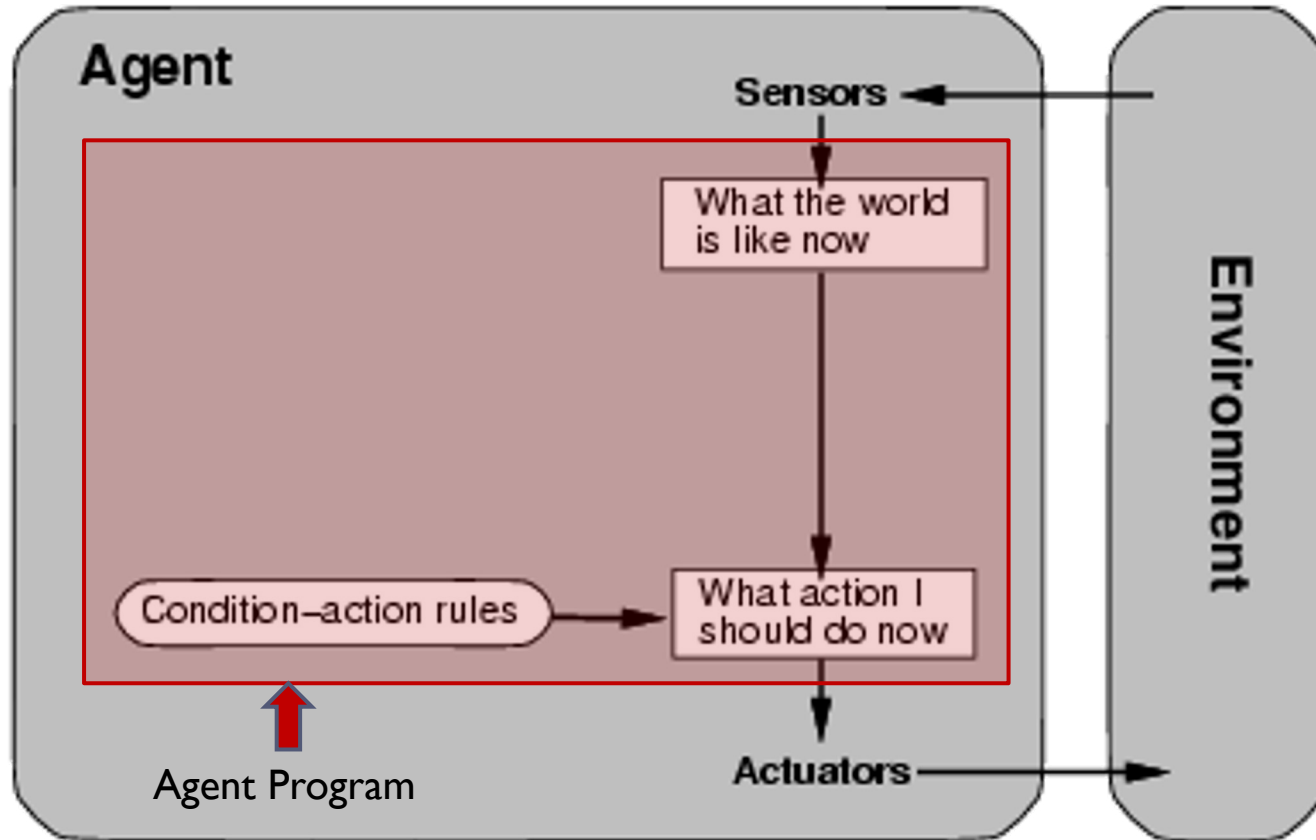 Agent
Sensors
What the world
is like now
Environment
Condition–action rules
What action I
should do now
Agent Program
Actuators